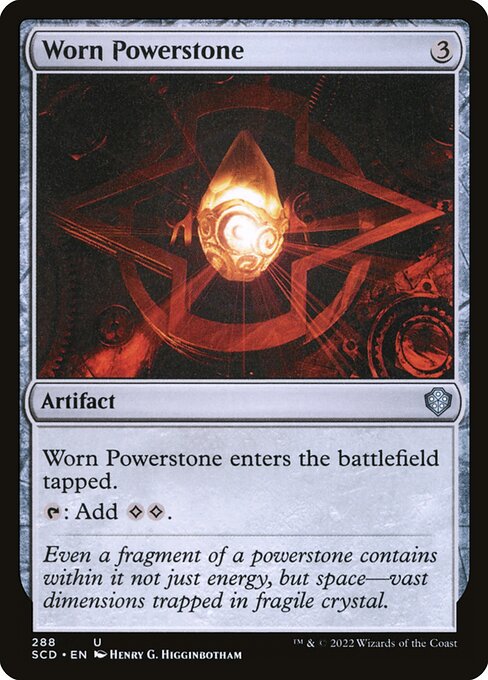 Worn Powerstone 3
Artifact
Worn Powerstone enters the battlefield
tapped.
: Add .
Even a fragment of a powerstone contains
within it not just energy, but space—vast
dimensions trapped in fragile crystal.
288 U ™ & © 2022 Wizards of the Coast
SCD • EN Henry G. Higginbotham